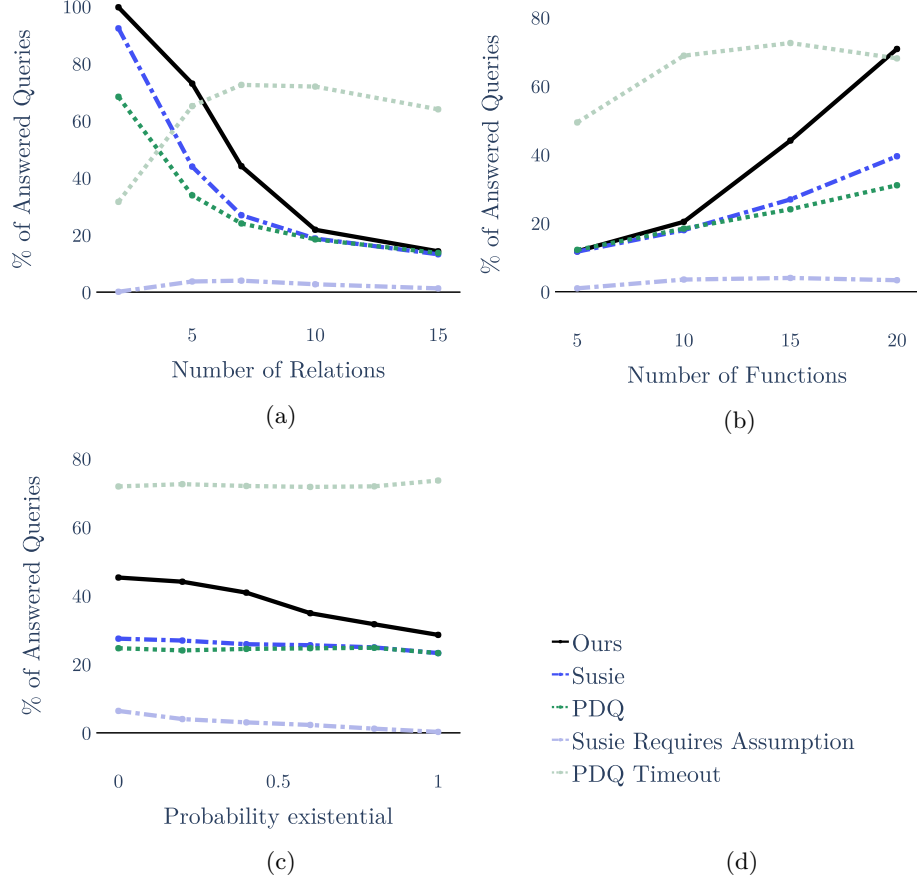 % of Answered Queries
100
80
60
40
20
0
5
10
15
Number of Relations
(a)
% of Answered Queries
80
60
40
20
0
5
10
15
20
Number of Functions
(b)
% of Answered Queries
80
60
40
20
0
0
0.5
1
Probability existential
(c)
Ours
Susie
PDQ
Susie Requires Assumption
PDQ Timeout
(d)